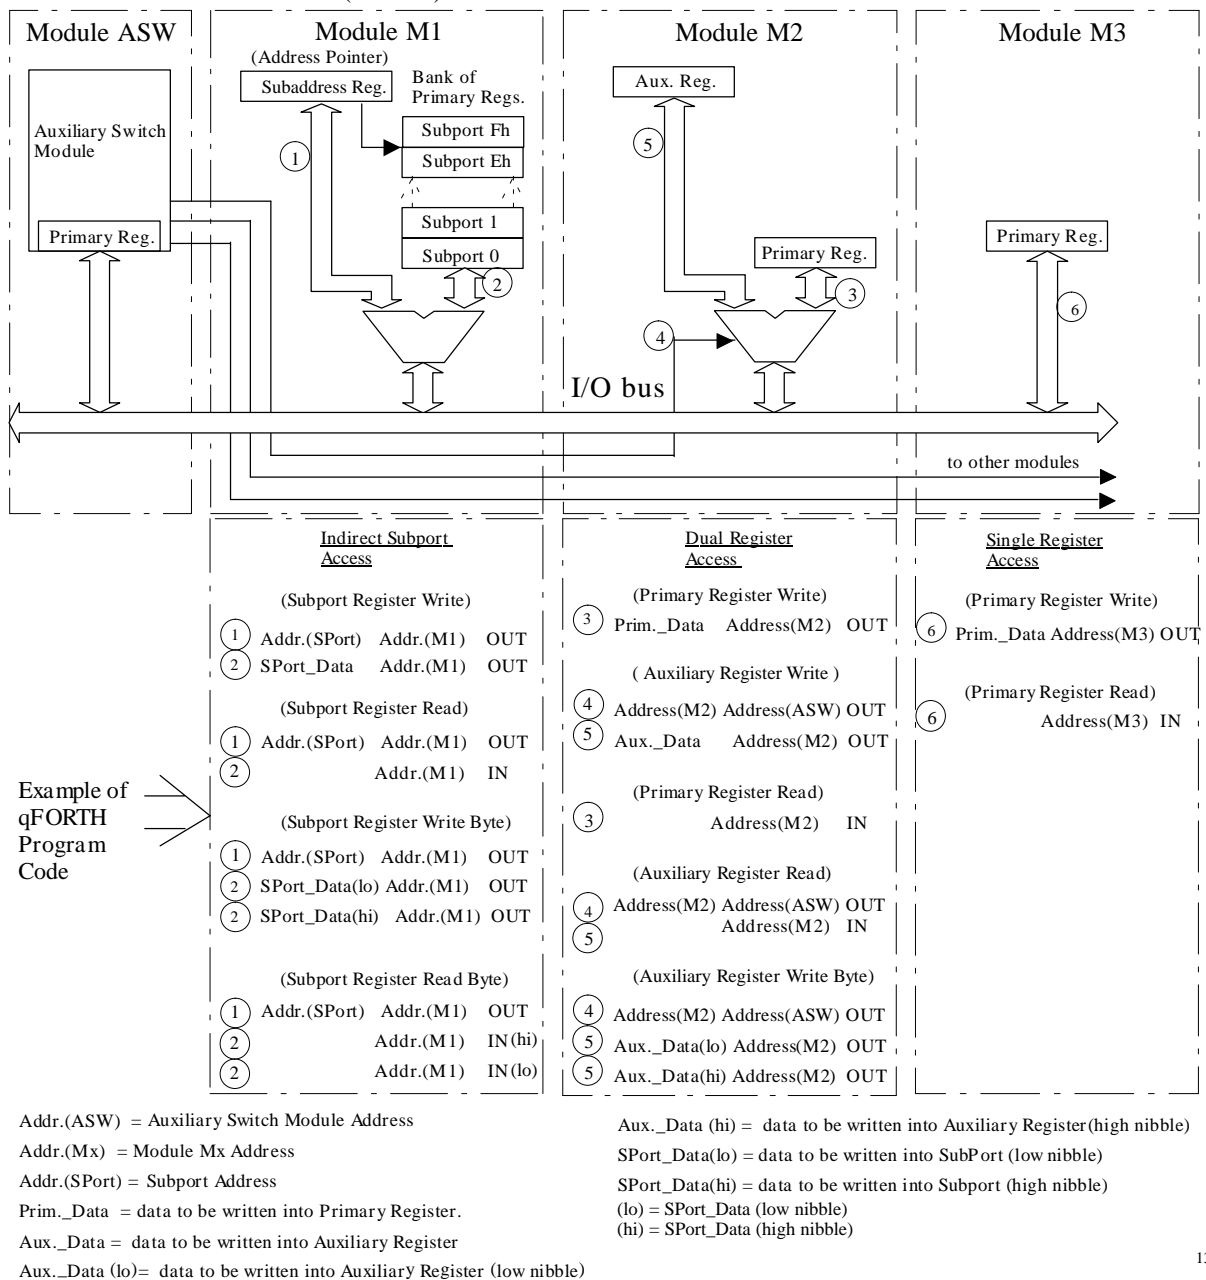 Module ASW
Auxiliary Switch
Module
Primary Reg.
Module M1
(Address Pointer)
Subaddress Reg.
Bank of
Primary Regs.
Subport Fh
Subport Eh
Subport 1
Subport 0
1
2
Module M2
Aux. Reg.
5
Primary Reg.
3
4
Module M3
Primary Reg.
6
I/O bus
to other modules
Example of
qFORTH
Program
Code
Indirect Subport
Access
(Subport Register Write)
1 Addr.(SPort) Addr.(M1) OUT
2 SPort_Data Addr.(M1) OUT
(Subport Register Read)
1 Addr.(SPort) Addr.(M1) OUT
2 Addr.(M1) IN
(Subport Register Write Byte)
1 Addr.(SPort) Addr.(M1) OUT
2 SPort_Data(lo) Addr.(M1) OUT
2 SPort_Data(hi) Addr.(M1) OUT
(Subport Register Read Byte)
1 Addr.(SPort) Addr.(M1) OUT
2 Addr.(M1) IN(hi)
2 Addr.(M1) IN(lo)
Dual Register
Access
(Primary Register Write)
3 Prim._Data Address(M2) OUT
( Auxiliary Register Write )
4 Address(M2) Address(ASW) OUT
5 Aux._Data Address(M2) OUT
(Primary Register Read)
3 Address(M2) IN
(Auxiliary Register Read)
4 Address(M2) Address(ASW) OUT
5 Address(M2) IN
(Auxiliary Register Write Byte)
4 Address(M2) Address(ASW) OUT
5 Aux._Data(lo) Address(M2) OUT
5 Aux._Data(hi) Address(M2) OUT
Single Register
Access
(Primary Register Write)
6 Prim._Data Address(M3) OUT
(Primary Register Read)
6 Address(M3) IN
Addr.(ASW) = Auxiliary Switch Module Address
Addr.(Mx) = Module Mx Address
Addr.(SPort) = Subport Address
Prim._Data = data to be written into Primary Register.
Aux._Data = data to be written into Auxiliary Register
Aux._Data (lo)= data to be written into Auxiliary Register (low nibble)
Aux._Data (hi) = data to be written into Auxiliary Register(high nibble)
SPort_Data(lo) = data to be written into SubPort (low nibble)
SPort_Data(hi) = data to be written into Subport (high nibble)
(lo) = SPort_Data (low nibble)
(hi) = SPort_Data (high nibble)